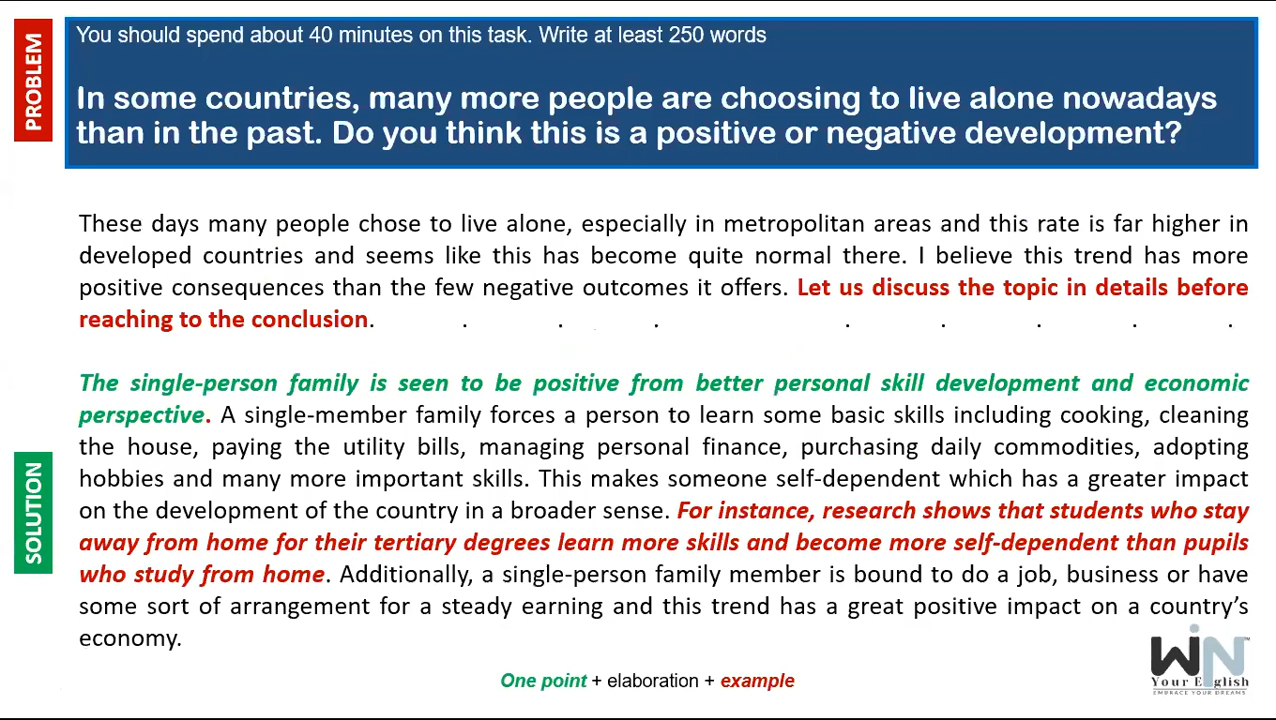 PROBLEM
You should spend about 40 minutes on this task. Write at least 250 words
In some countries, many more people are choosing to live alone nowadays
than in the past. Do you think this is a positive or negative development?
These days many people chose to live alone, especially in metropolitan areas and this rate is far higher in
developed countries and seems like this has become quite normal there. I believe this trend has more
positive consequences than the few negative outcomes it offers. Let us discuss the topic in details before
reaching to the conclusion. . . . . . . . .
SOLUTION
The single-person family is seen to be positive from better personal skill development and economic
perspective. A single-member family forces a person to learn some basic skills including cooking, cleaning
the house, paying the utility bills, managing personal finance, purchasing daily commodities, adopting
hobbies and many more important skills. This makes someone self-dependent which has a greater impact
on the development of the country in a broader sense. For instance, research shows that students who stay
away from home for their tertiary degrees learn more skills and become more self-dependent than pupils
who study from home. Additionally, a single-person family member is bound to do a job, business or have
some sort of arrangement for a steady earning and this trend has a great positive impact on a country's
economy.
One point + elaboration + example
WiN™
Your English
EMBRACE YOUR DREAMS